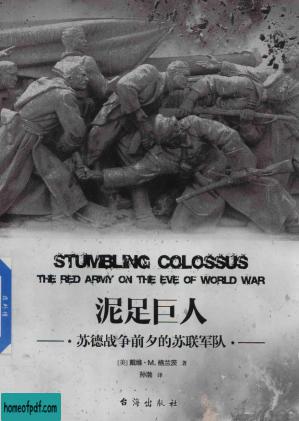 STUMBLING COLOSSUS
THE RED ARMY ON THE EVE OF WORLD WAR
泥足巨人
·苏德战争前夕的苏联军队·
[美] 戴维·M. 格兰茨 著
孙渤 译
台海出版社
homeofpdf.com